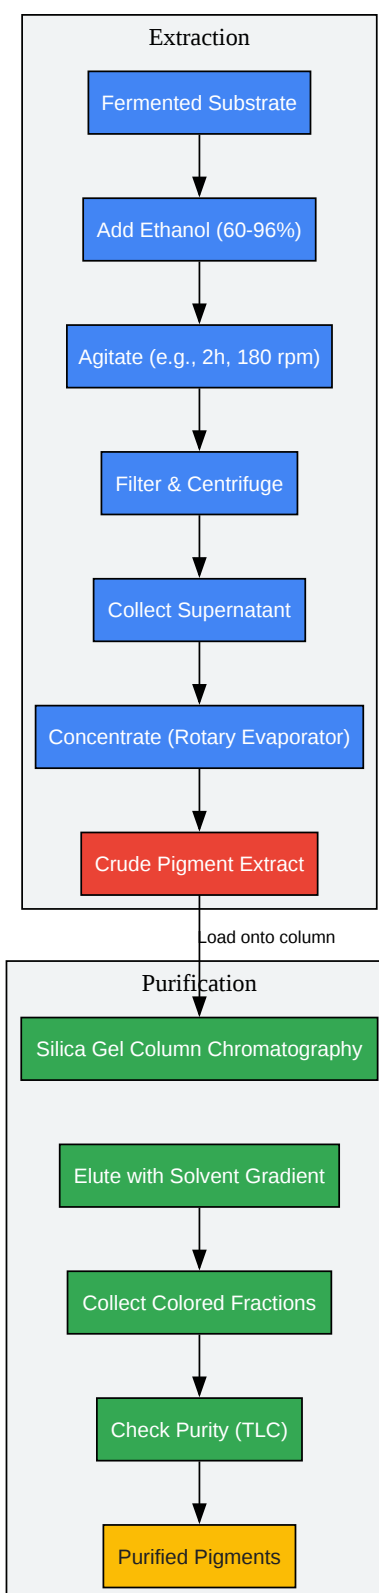 Extraction
Fermented Substrate
Add Ethanol (60-96%)
Agitate (e.g., 2h, 180 rpm)
Filter & Centrifuge
Collect Supernatant
Concentrate (Rotary Evaporator)
Crude Pigment Extract
Load onto column
Purification
Silica Gel Column Chromatography
Elute with Solvent Gradient
Collect Colored Fractions
Check Purity (TLC)
Purified Pigments